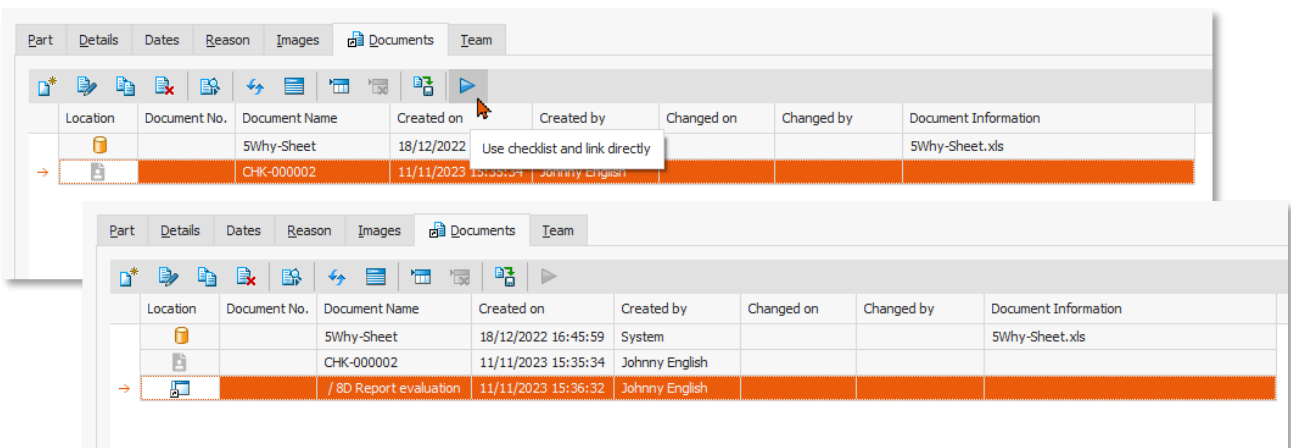 Part Details Dates Reason Images Documents Team
Location Document No. Document Name Created on Created by Changed on Changed by Document Information
5Why-Sheet 18/12/2022 5Why-Sheet.xls
Use checklist and link directly
CHK-000002 11/11/2023 15:35:34 Johnny English
Part Details Dates Reason Images Documents Team
Location Document No. Document Name Created on Created by Changed on Changed by Document Information
5Why-Sheet 18/12/2022 16:45:59 System 5Why-Sheet.xls
CHK-000002 11/11/2023 15:35:34 Johnny English
/ 8D Report evaluation 11/11/2023 15:36:32 Johnny English